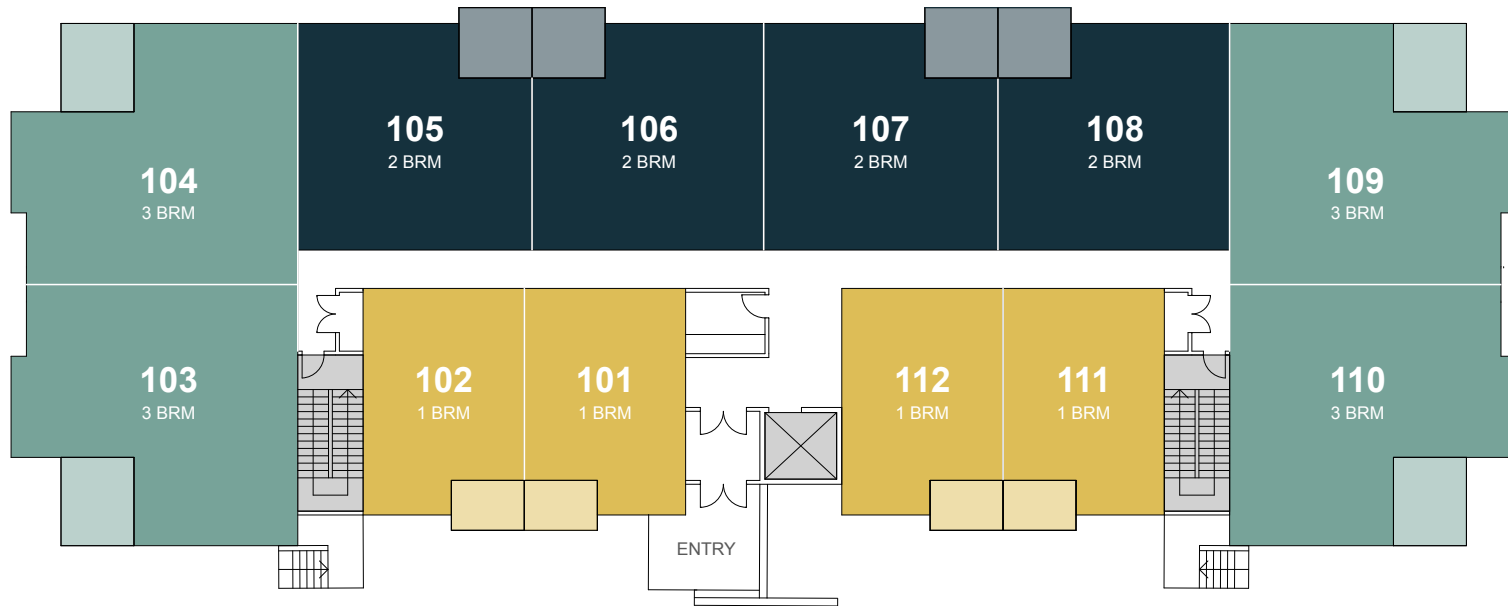 105
2 BRM
106
2 BRM
107
2 BRM
108
2 BRM
104
3 BRM
109
3 BRM
103
3 BRM
102
1 BRM
101
1 BRM
112
1 BRM
111
1 BRM
110
3 BRM
ENTRY